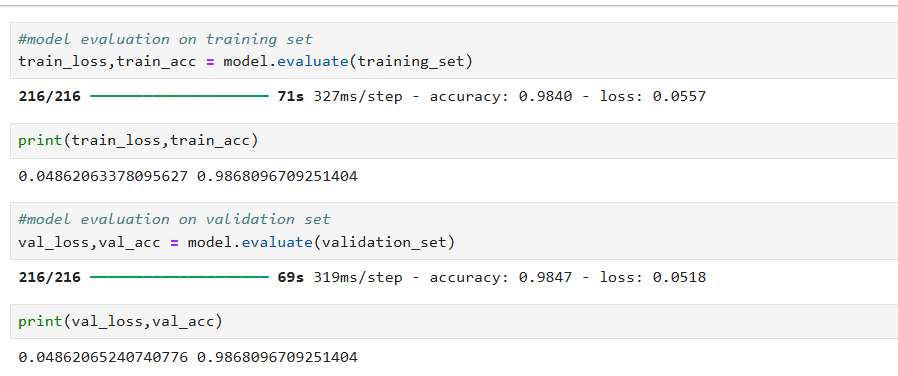 #model evaluation on training set
train_loss,train_acc = model.evaluate(training_set)
216/216 ━━━━━━━━━━━━━━━━━━━━ 71s 327ms/step - accuracy: 0.9840 - loss: 0.0557
print(train_loss,train_acc)
0.04862063378095627 0.9868096709251404
#model evaluation on validation set
val_loss,val_acc = model.evaluate(validation_set)
216/216 ━━━━━━━━━━━━━━━━━━━━ 69s 319ms/step - accuracy: 0.9847 - loss: 0.0518
print(val_loss,val_acc)
0.04862065240740776 0.9868096709251404